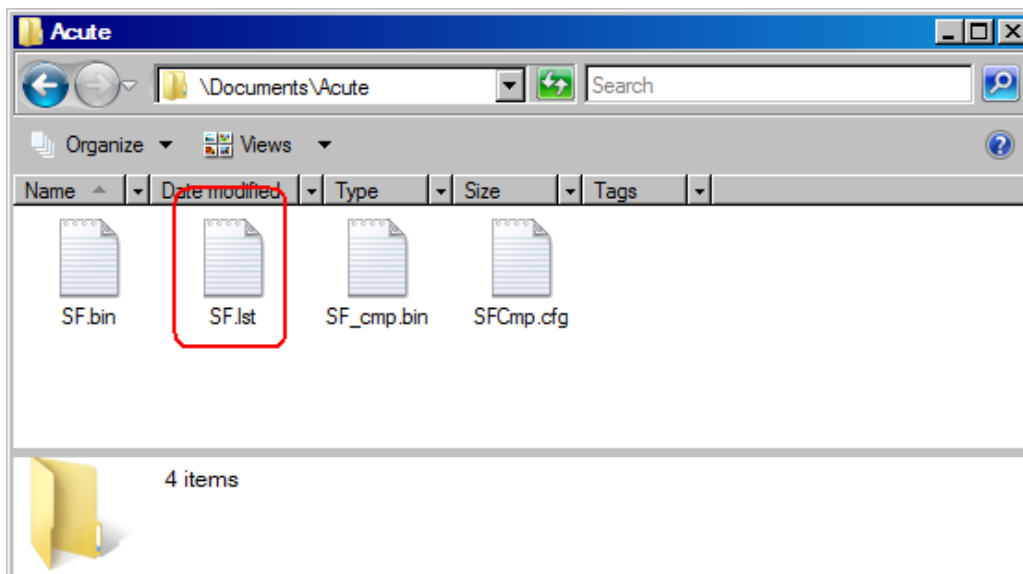 Acute
\Documents\Acute Search
Organize Views
Name Date modified Type Size Tags
SF.bin SF.lst SF_cmp.bin SFCmp.cfg
4 items